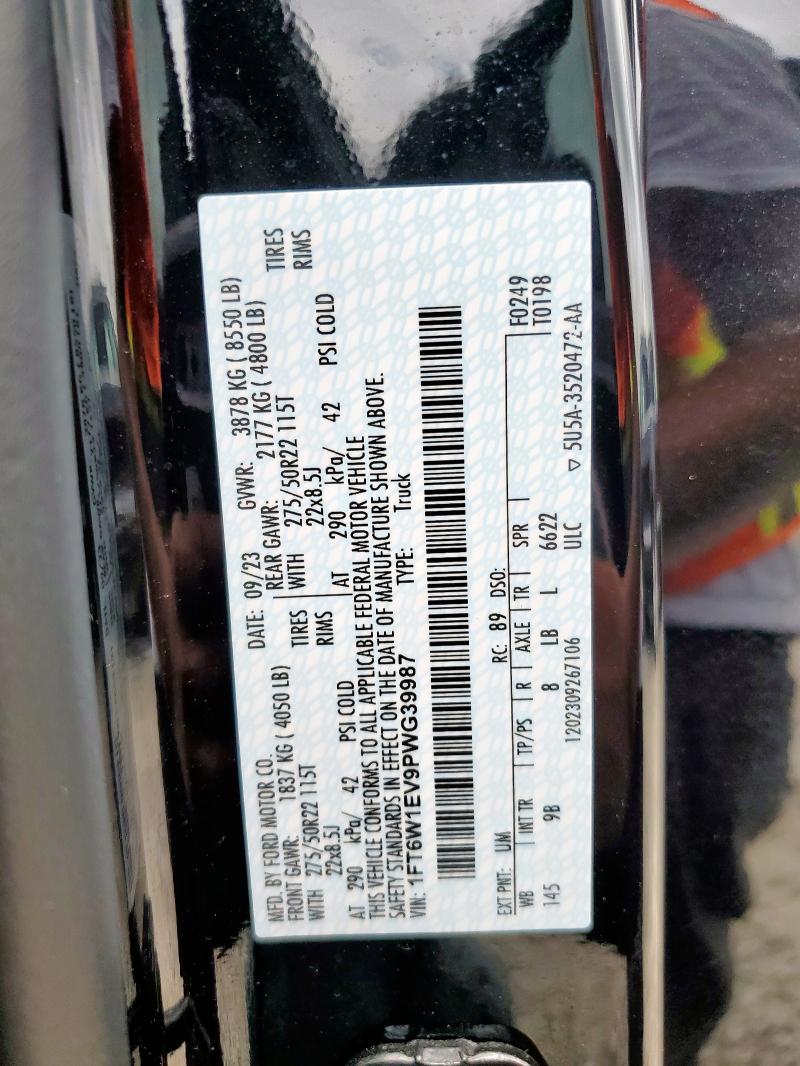 MFD. BY FORD MOTOR CO.
DATE: 09/23 GVWR: 3878 KG ( 8550 LB)
FRONT GAWR: 1837 KG ( 4050 LB) REAR GAWR: 2177 KG ( 4800 LB)
WITH 275/50R22 115T TIRES WITH 275/50R22 115T TIRES
22x8.5J RIMS 22x8.5J RIMS
AT 290 kPa/ 42 PSI COLD AT 290 kPa/ 42 PSI COLD
THIS VEHICLE CONFORMS TO ALL APPLICABLE FEDERAL MOTOR VEHICLE
SAFETY STANDARDS IN EFFECT ON THE DATE OF MANUFACTURE SHOWN ABOVE.
VIN: 1FT6W1EV9PWG39987 TYPE: Truck
EXT PNT: UM RC: 89 DSO:
WB INT TR TP/PS R AXLE TR SPR F0249
145 9B 8 LB L 6622 T0198
1202309267106 ULC ▽ 5U5A-3520472-AA